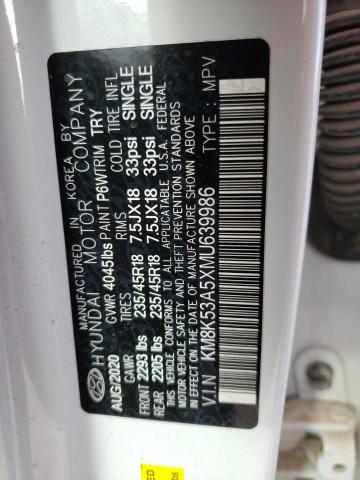 MANUFACTURED IN KOREA BY
HYUNDAI MOTOR COMPANY
AUG/2020 GVWR 4045lbs PAINT P6W TRIM TRY
GAWR TIRES RIMS COLD TIRE INFL
FRONT 2293 lbs 235/45R18 7.5JX18 33psi SINGLE
REAR 2205 lbs 235/45R18 7.5JX18 33psi SINGLE
THIS VEHICLE CONFORMS TO ALL APPLICABLE U.S.A. FEDERAL
MOTOR VEHICLE SAFETY STANDARDS IN EFFECT
ON THE DATE OF MANUFACTURE SHOWN ABOVE
V.I.N: KM8K53A5XMU639986 TYPE : MPV